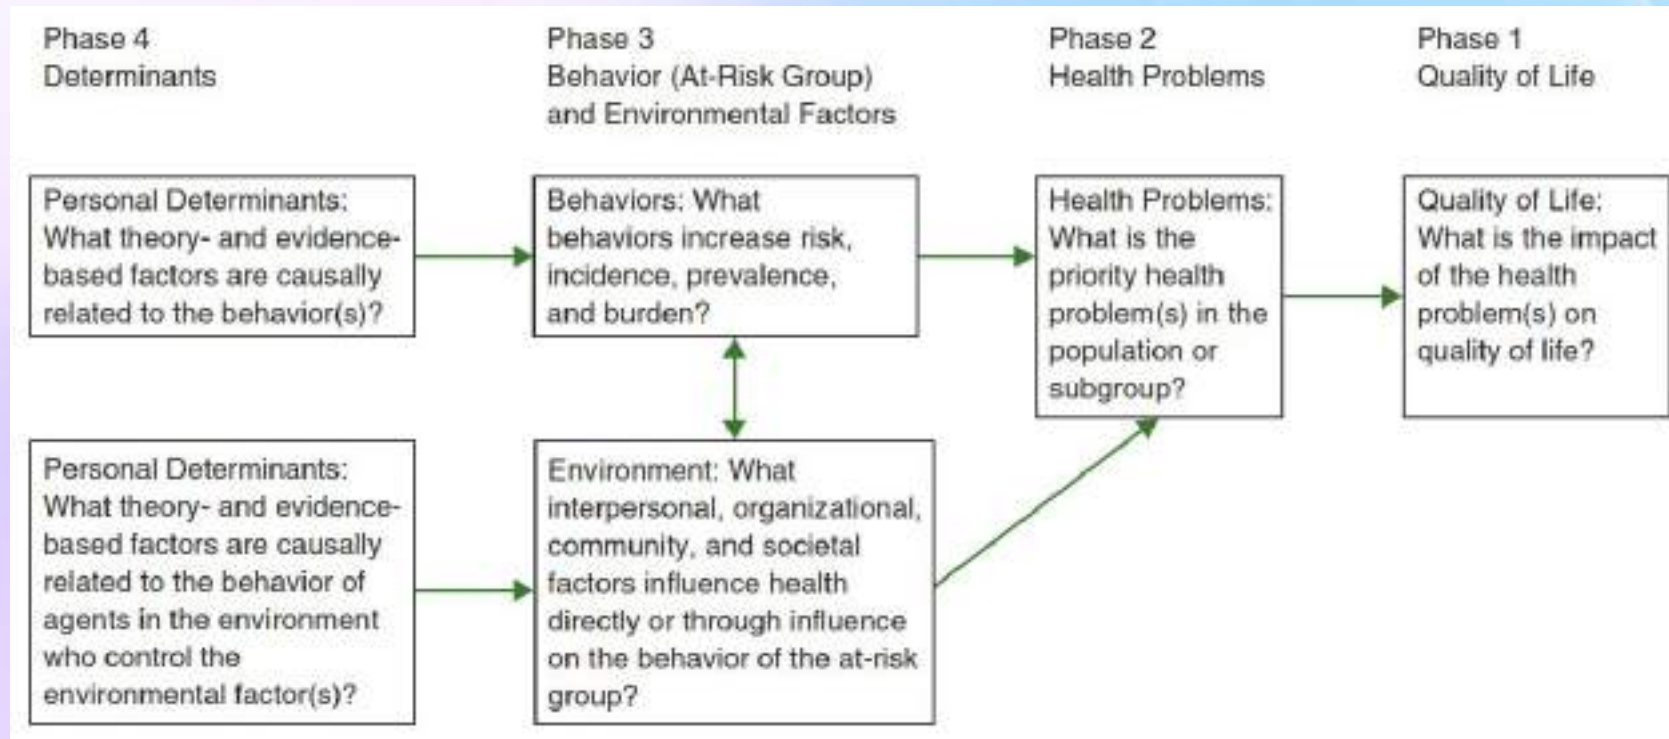 Phase 4
Determinants
Phase 3
Behavior (At-Risk Group)
and Environmental Factors
Phase 2
Health Problems
Phase 1
Quality of Life
Personal Determinants:
What theory- and evidence-
based factors are causally
related to the behavior(s)?
Behaviors: What
behaviors increase risk,
incidence, prevalence,
and burden?
Health Problems:
What is the
priority health
problem(s) in the
population or
subgroup?
Quality of Life:
What is the impact
of the health
problem(s) on
quality of life?
Personal Determinants:
What theory- and evidence-
based factors are causally
related to the behavior of
agents in the environment
who control the
environmental factor(s)?
Environment: What
interpersonal, organizational,
community, and societal
factors influence health
directly or through influence
on the behavior of the at-risk
group?